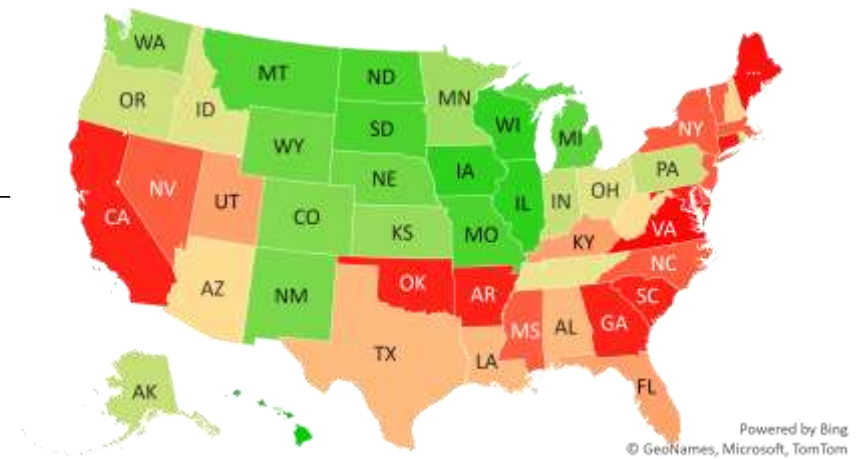 WA
MT
ND
MN
OR
ID
SD
WI
MI
NY
...
WY
IA
PA
NE
NV
UT
CO
KS
MO
IL
IN
OH
CA
KY
VA
NC
AZ
NM
OK
AR
SC
TX
MS
AL
GA
LA
AK
FL
Powered by Bing
© GeoNames, Microsoft, TomTom